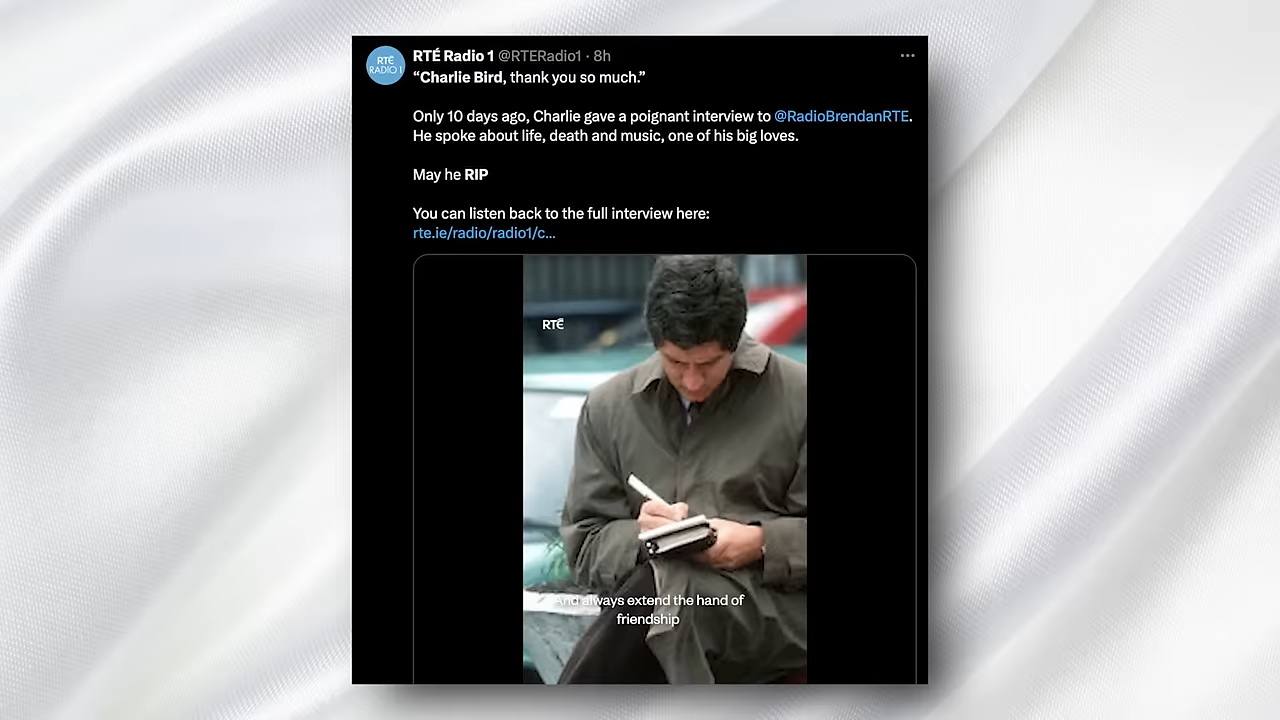 RTÉ
RADIO 1
RTÉ Radio 1 @RTERadio1 · 8h
“Charlie Bird, thank you so much.”
Only 10 days ago, Charlie gave a poignant interview to @RadioBrendanRTE.
He spoke about life, death and music, one of his big loves.
May he RIP
You can listen back to the full interview here:
rte.ie/radio/radio1/c...
RTÉ
And always extend the hand of
friendship